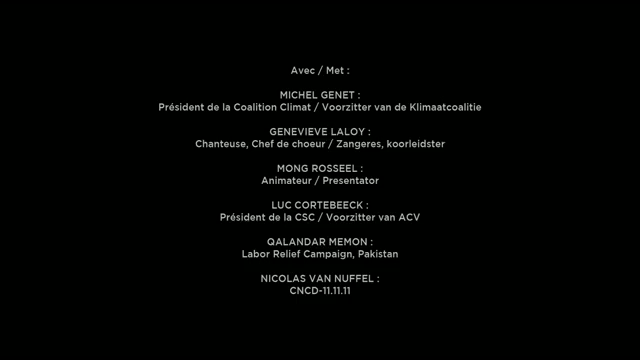 Avec / Met :
MICHEL GENET :
Président de la Coalition Climat / Voorzitter van de Klimaatcoalitie
GENEVIEVE LALOY :
Chanteuse, Chef de choeur / Zangeres, koorleidster
MONG ROSSEEL :
Animateur / Presentator
LUC CORTEBEECK :
Président de la CSC / Voorzitter van ACV
QALANDAR MEMON :
Labor Relief Campaign, Pakistan
NICOLAS VAN NUFFEL :
CNCD-11.11.11